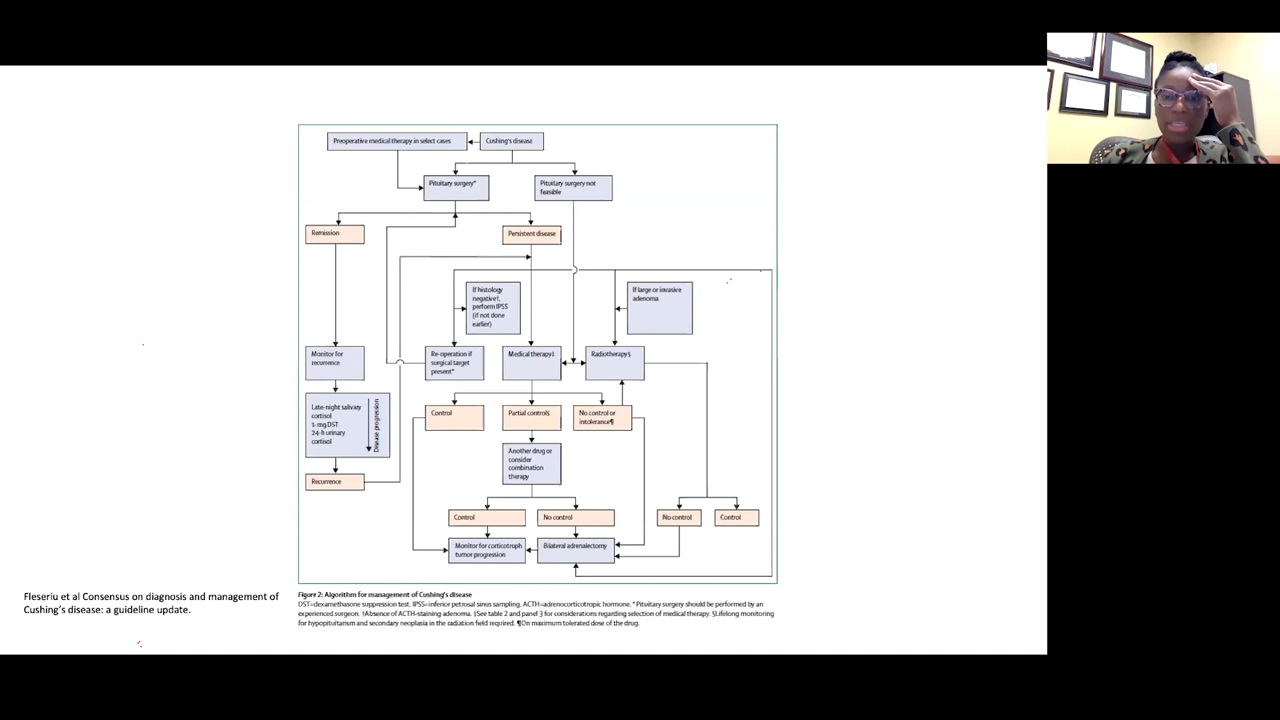 Preoperative medical therapy in select cases
Cushing's disease
Pituitary surgery*
Pituitary surgery not
feasible
Remission
Persistent disease
If histology
negative†,
perform IPSS
(if not done
earlier)
If large or invasive
adenoma
Monitor for
recurrence
Re-operation if
surgical target
present*
Medical therapy‡
Radiotherapy§
Late-night salivary
cortisol
1-mg DST
24-h urinary
cortisol
Disease progression
Control
Partial control§
No control or
intolerance¶
Another drug or
consider
combination
therapy
Recurrence
Control
No control
No control
Control
Monitor for corticotroph
tumor progression
Bilateral adrenalectomy
Figure 2: Algorithm for management of Cushing's disease
DST=dexamethasone suppression test. IPSS=inferior petrosal sinus sampling. ACTH=adrenocorticotropic hormone. *Pituitary surgery should be performed by an
experienced surgeon. †Absence of ACTH-staining adenoma. ‡See table 2 and panel 3 for considerations regarding selection of medical therapy. §Lifelong monitoring
for hypopituitarism and secondary neoplasia in the radiation field required. ¶On maximum tolerated dose of the drug.
Fleseriu et al Consensus on diagnosis and management of
Cushing's disease: a guideline update.